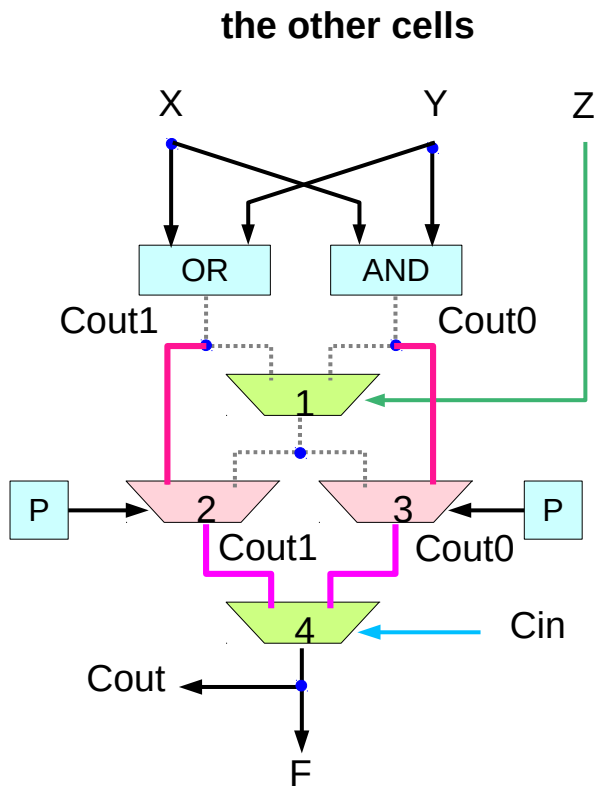 the other cells
X
Y
Z
OR
AND
Cout1
Cout0
1
P
2
3
P
Cout1
Cout0
4
Cin
Cout
F